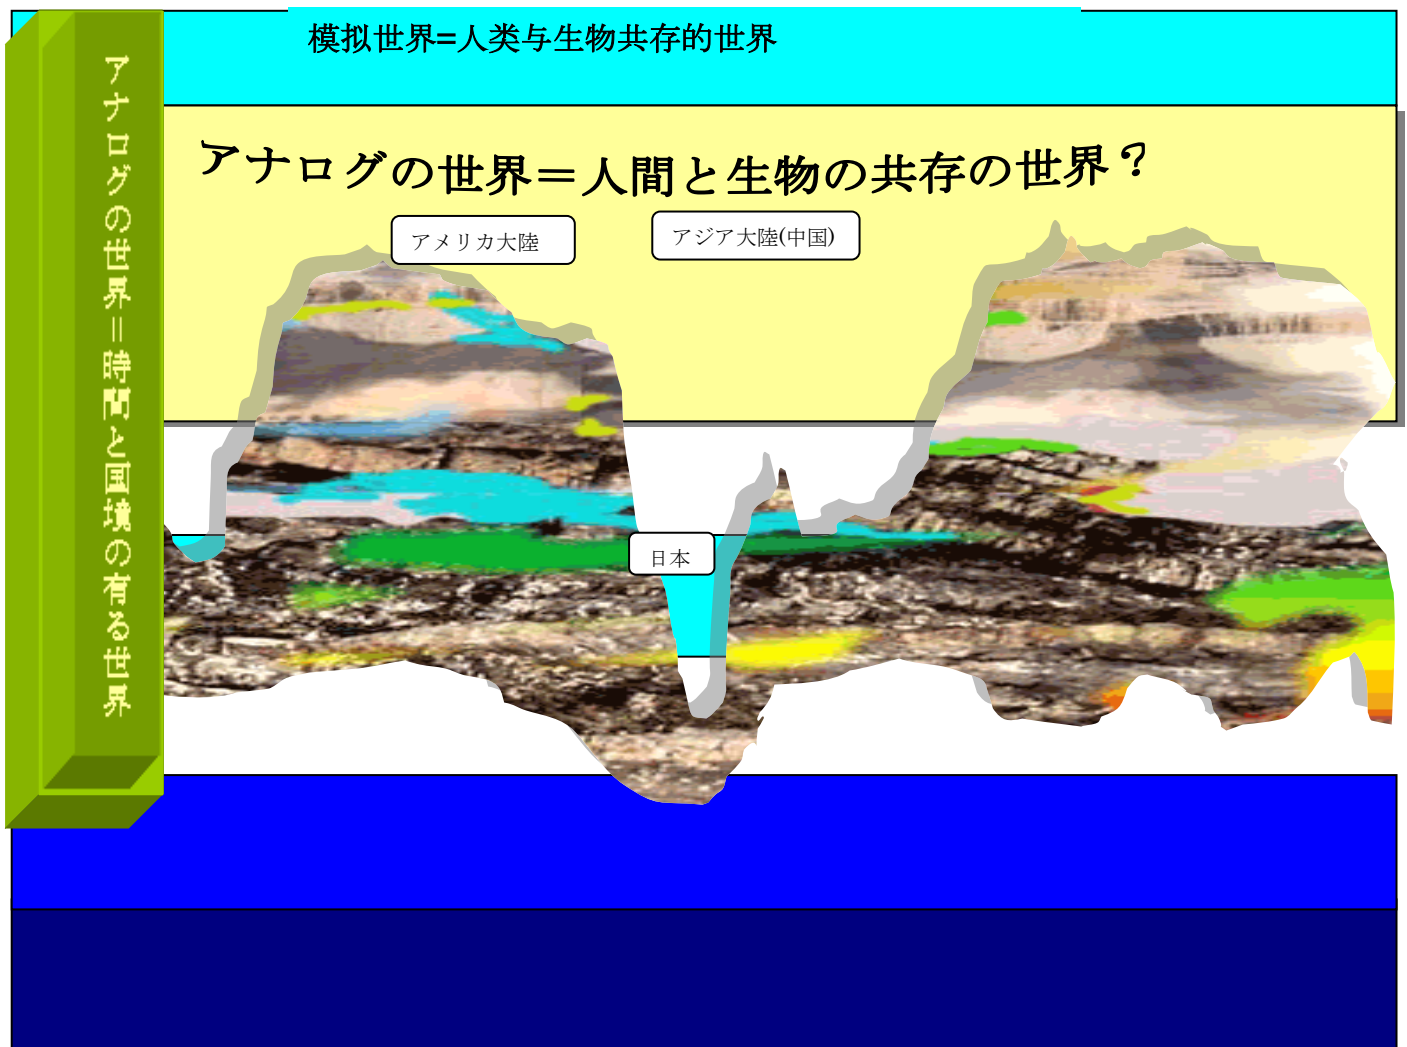 模拟世界=人类与生物共存的世界
アナログの世界＝人間と生物の共存の世界？
アメリカ大陸
アジア大陸(中国)
日本
アナログの世界＝時間と国境の有る世界